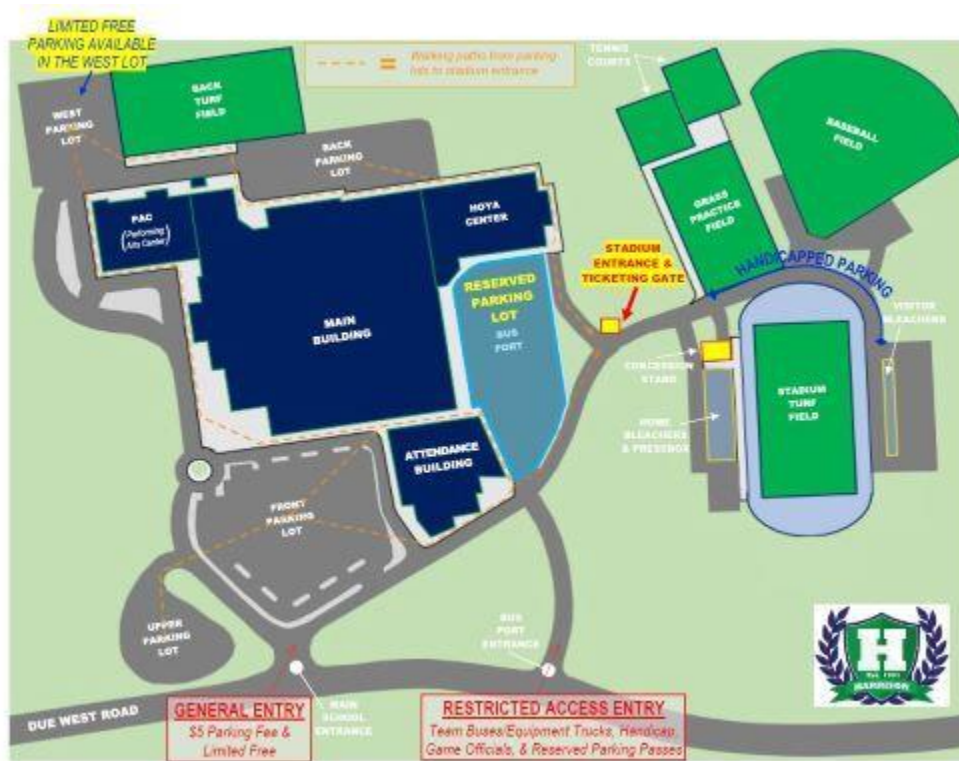 LIMITED FREE
PARKING AVAILABLE
IN THE WEST LOT
= Walking paths from parking
lots to stadium entrance
TENNIS
COURTS
WEST
PARKING
LOT
BACK
TURF
FIELD
BACK
PARKING
LOT
BASEBALL
FIELD
GRASS
PRACTICE
FIELD
PAC
(Performing
Arts Center)
HOYA
CENTER
STADIUM
ENTRANCE &
TICKETING GATE
HANDICAPPED PARKING
RESERVED
PARKING
LOT
BUS
PORT
VISITOR
BLEACHERS
MAIN
BUILDING
CONCESSION
STAND
STADIUM
TURF
FIELD
HOME
BLEACHERS
& PRESSBOX
ATTENDANCE
BUILDING
FRONT
PARKING
LOT
UPPER
PARKING
LOT
BUS
PORT
ENTRANCE
H
HARRISON
DUE WEST ROAD
GENERAL ENTRY
$5 Parking Fee &
Limited Free
MAIN
SCHOOL
ENTRANCE
RESTRICTED ACCESS ENTRY
Team Buses/Equipment Trucks, Handicap,
Game Officials, & Reserved Parking Passes